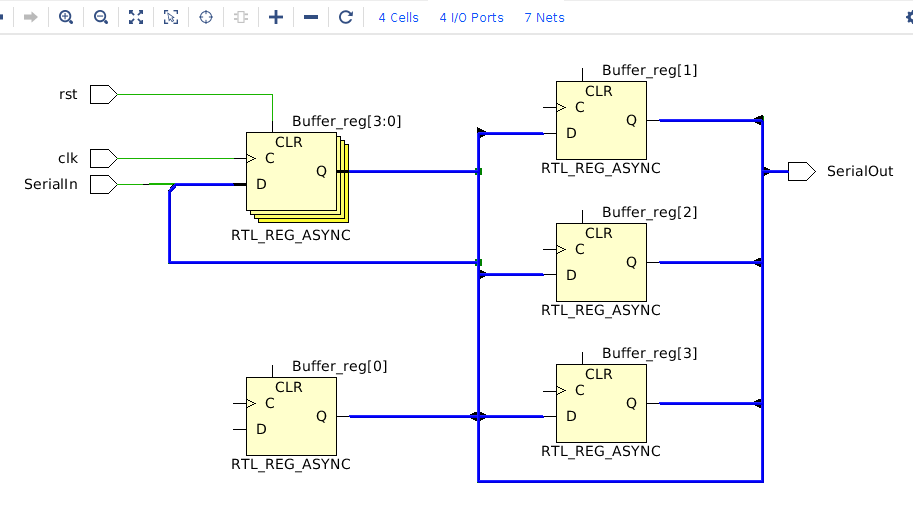 4 Cells 4 I/O Ports 7 Nets
rst
Buffer_reg[3:0]
CLR
clk
C
SerialIn
D
Q
RTL_REG_ASYNC
Buffer_reg[0]
CLR
C
Q
D
RTL_REG_ASYNC
Buffer_reg[1]
CLR
C
Q
D
RTL_REG_ASYNC
Buffer_reg[2]
CLR
C
Q
D
RTL_REG_ASYNC
Buffer_reg[3]
CLR
C
Q
D
RTL_REG_ASYNC
SerialOut